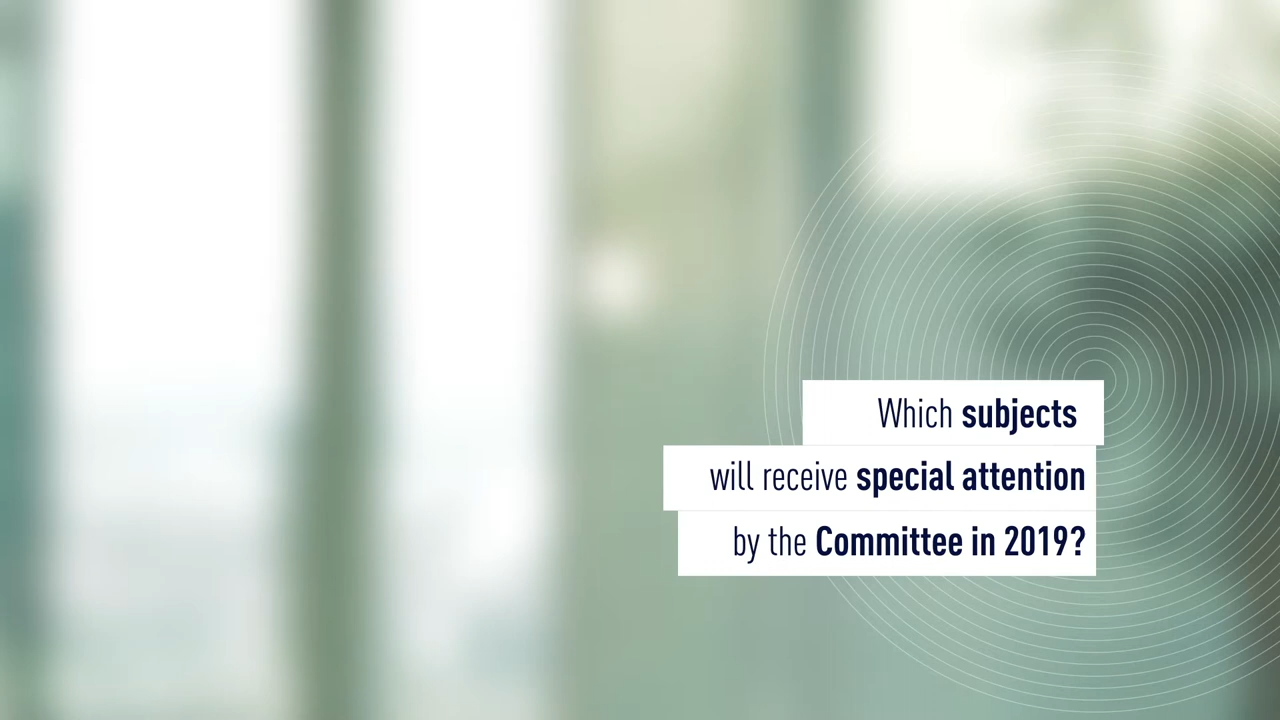 Which subjects
will receive special attention
by the Committee in 2019?